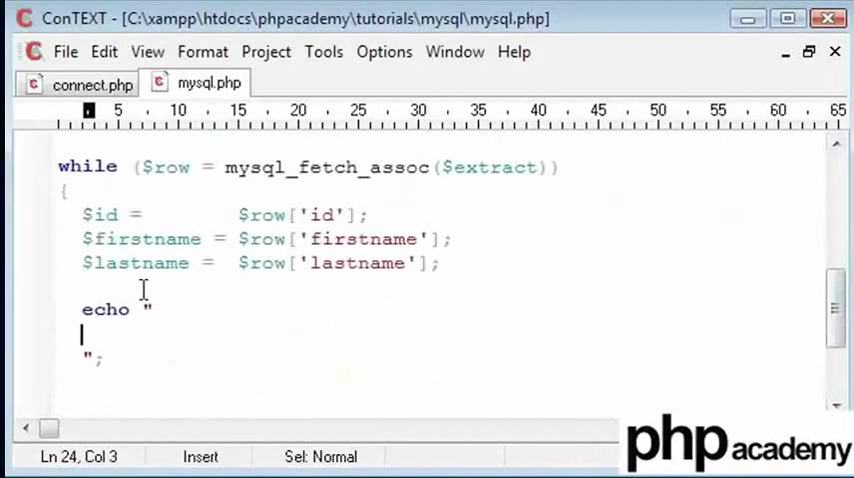 ConTEXT - [C:\xampp\htdocs\phpacademy\tutorials\mysql\mysql.php]
File Edit View Format Project Tools Options Window Help
connect.php mysql.php
5 10 15 20 25 30 35 40 45 50 55 60 65
while ($row = mysql_fetch_assoc($extract))
{
$id = $row['id'];
$firstname = $row['firstname'];
$lastname = $row['lastname'];
echo "
";
Ln 24, Col 3 Insert Sel: Normal
php academy